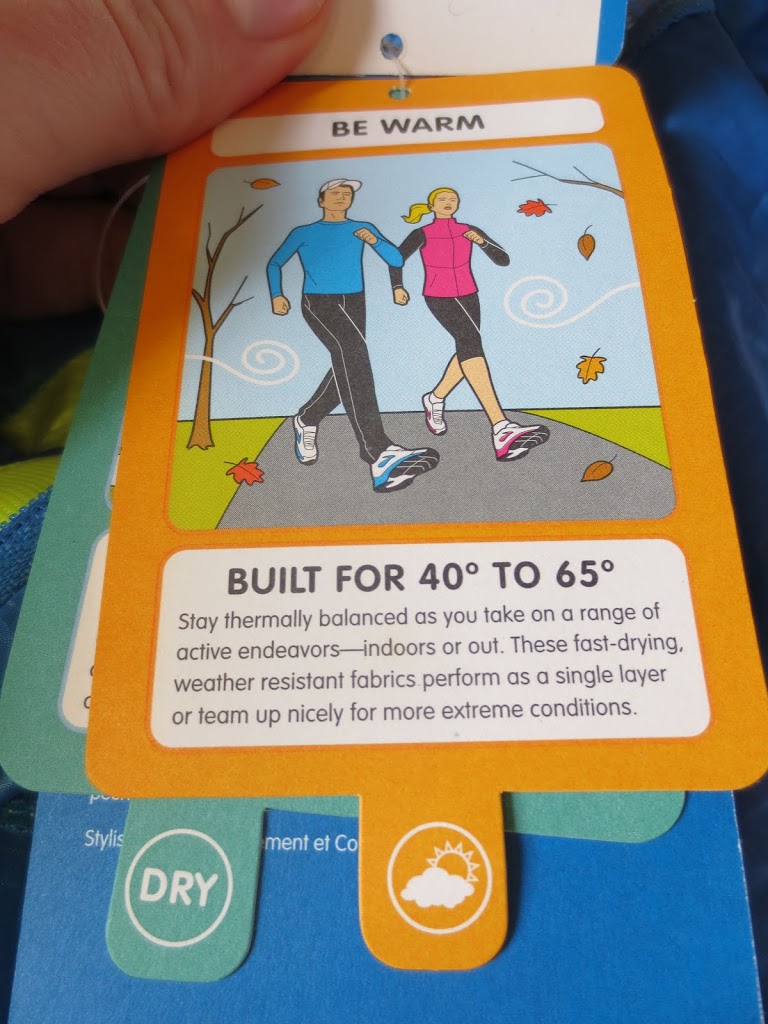 BE WARM
BUILT FOR 40° TO 65°
Stay thermally balanced as you take on a range of
active endeavors—indoors or out. These fast-drying,
weather resistant fabrics perform as a single layer
or team up nicely for more extreme conditions.
DRY
ement et Co